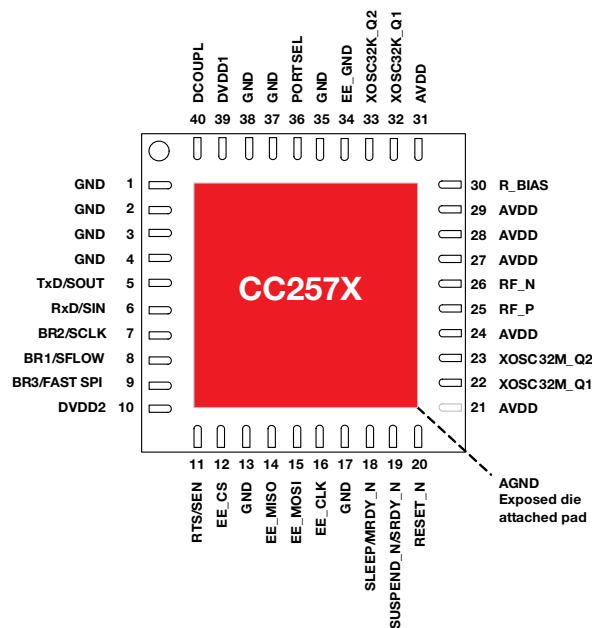 DCOUPL
DVDD1
GND
GND
PORTSEL
GND
EE_GND
XOSC32K_Q2
XOSC32K_Q1
AVDD
40 39 38 37 36 35 34 33 32 31
GND 1
GND 2
GND 3
GND 4
TxD/SOUT 5
RxD/SIN 6
BR2/SCLK 7
BR1/SFLOW 8
BR3/FAST SPI 9
DVDD2 10
CC257X
30 R_BIAS
29 AVDD
28 AVDD
27 AVDD
26 RF_N
25 RF_P
24 AVDD
23 XOSC32M_Q2
22 XOSC32M_Q1
21 AVDD
11 12 13 14 15 16 17 18 19 20
RTS/SEN
EE_CS
GND
EE_MISO
EE_MOSI
EE_CLK
GND
SLEEP/MRDY_N
SUSPEND_N/SRDY_N
RESET_N
AGND
Exposed die
attached pad